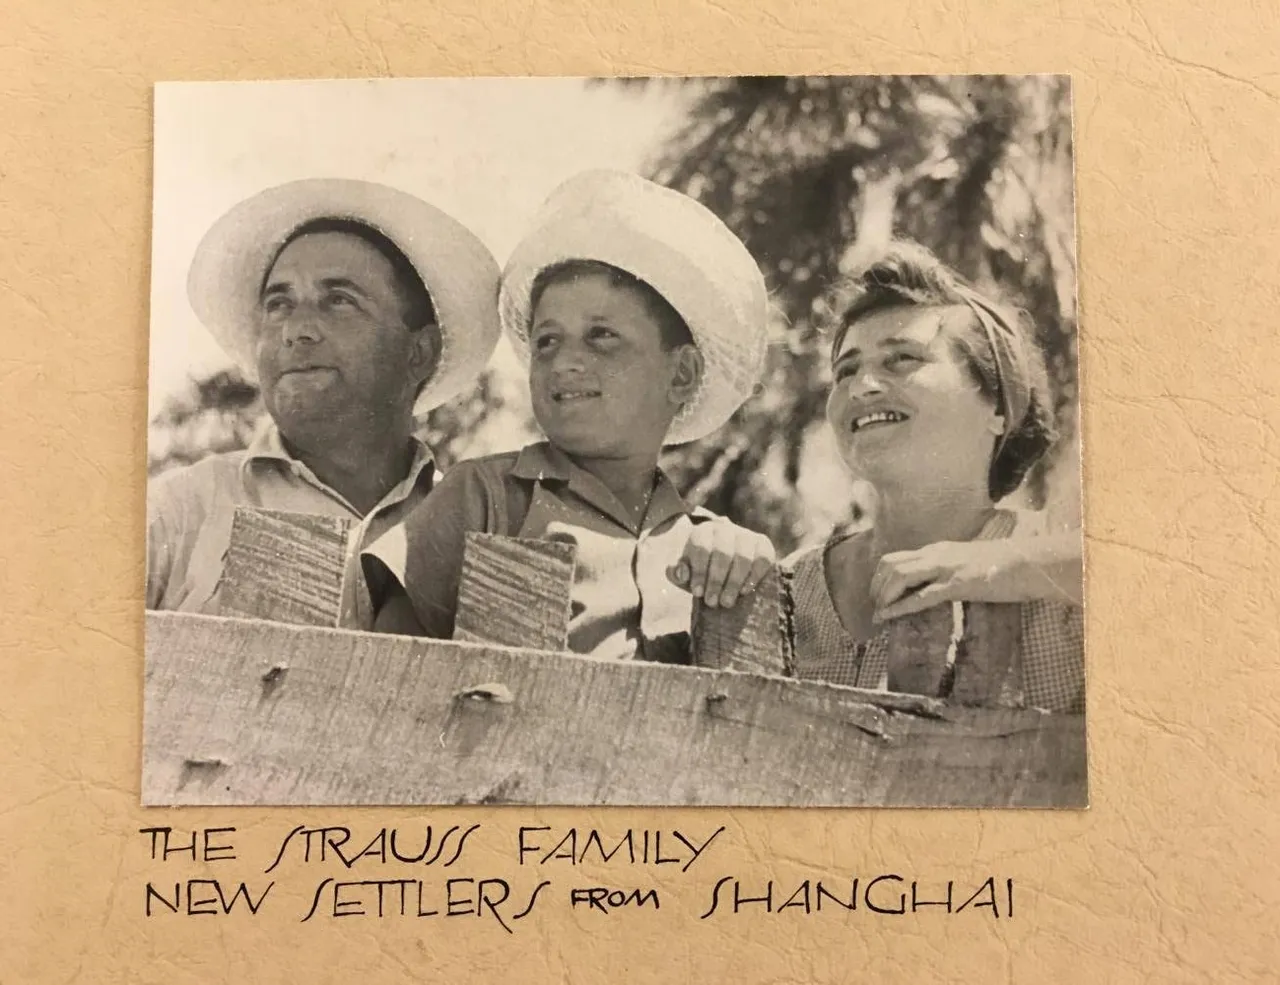 THE STRAUSS FAMILY
NEW SETTLERS FROM SHANGHAI